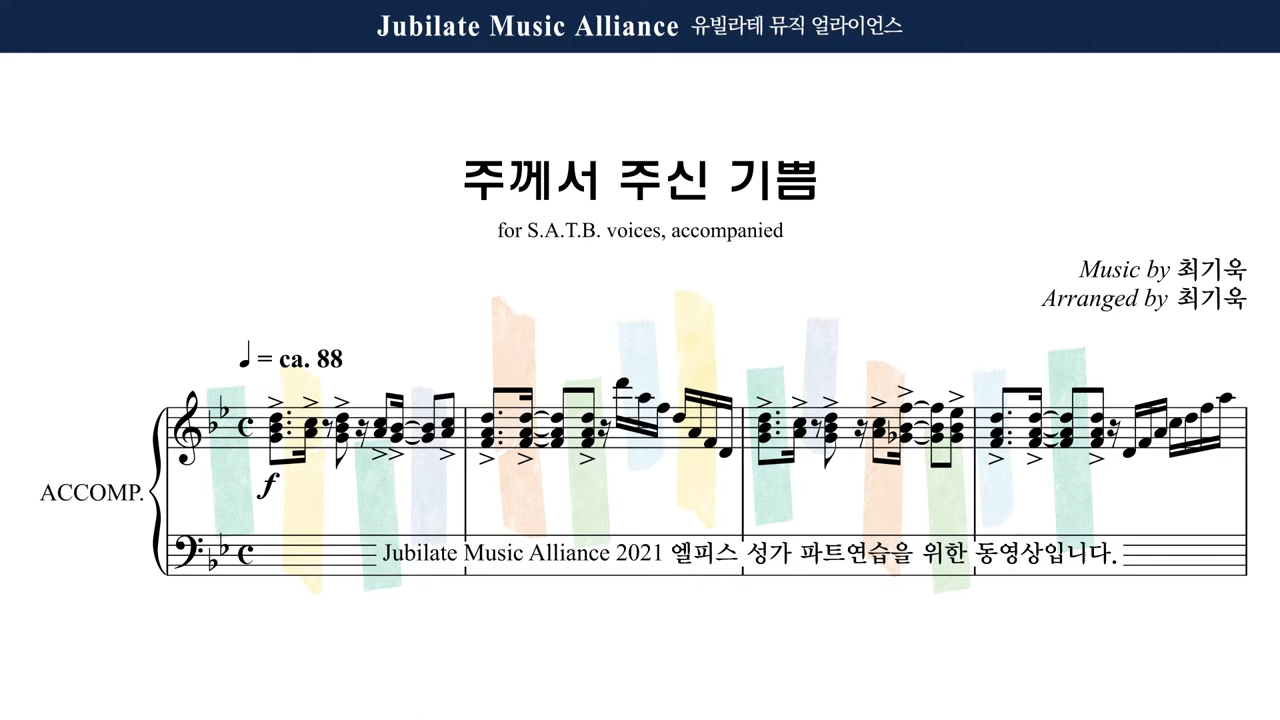 Jubilate Music Alliance 유빌라테 뮤직 얼라이언스
주께서 주신 기쁨
for S.A.T.B. voices, accompanied
Music by 최기욱
Arranged by 최기욱
♩ = ca. 88
f
ACCOMP.
Jubilate Music Alliance 2021 엘피스 성가 파트연습을 위한 동영상입니다.